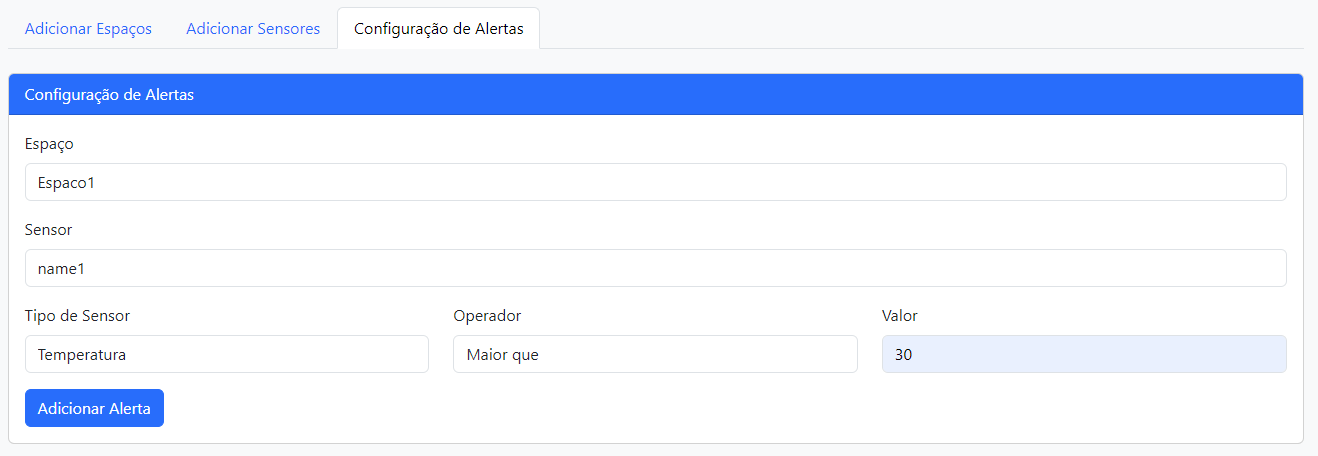 Adicionar Espaços Adicionar Sensores Configuração de Alertas
Configuração de Alertas
Espaço
Espaco1
Sensor
name1
Tipo de Sensor Operador Valor
Temperatura Maior que 30
Adicionar Alerta